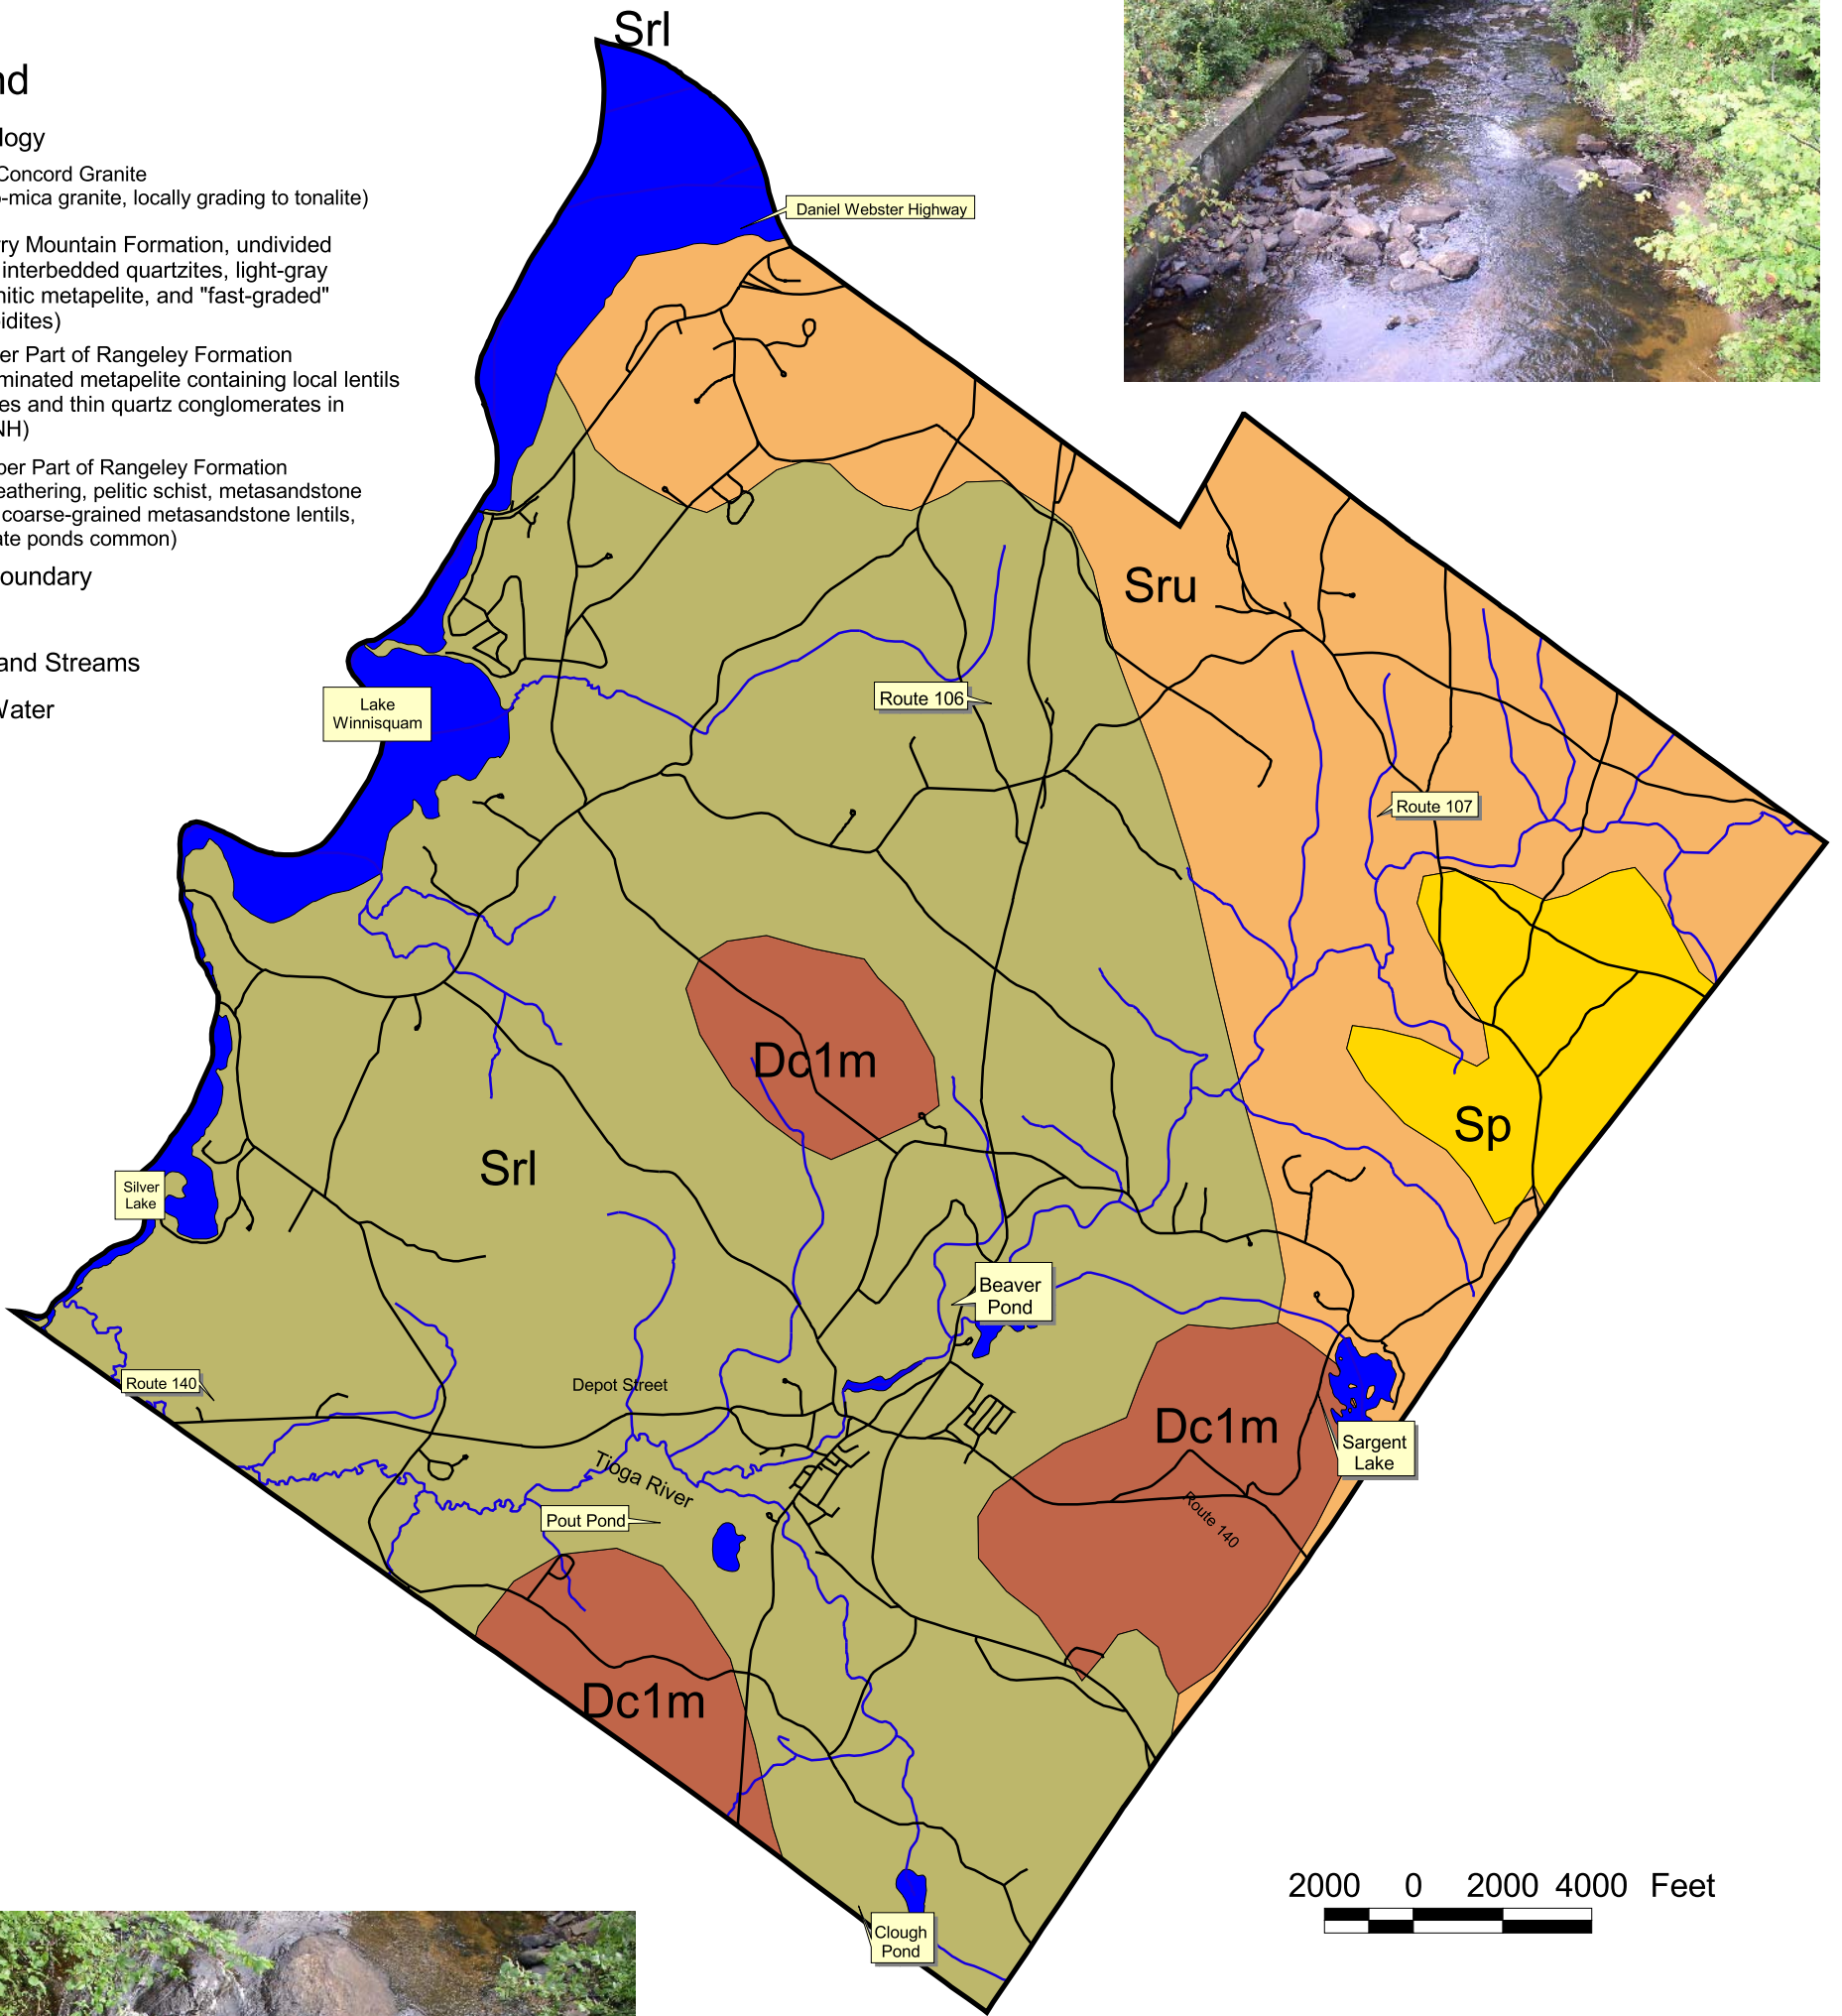 Srl
nd
logy
Concord Granite
-mica granite, locally grading to tonalite)
ry Mountain Formation, undivided
interbedded quartzites, light-gray
nitic metapelite, and "fast-graded"
idites)
er Part of Rangeley Formation
minated metapelite containing local lentils
es and thin quartz conglomerates in
NH)
per Part of Rangeley Formation
eathering, pelitic schist, metasandstone
coarse-grained metasandstone lentils,
ate ponds common)
oundary
and Streams
Water
Daniel Webster Highway
Sru
Lake
Winnisquam
Route 106
Route 107
Dc1m
Sp
Srl
Silver
Lake
Beaver
Pond
Route 140
Depot Street
Dc1m
Sargent
Lake
Tioga River
Route 140
Pout Pond
Dc1m
2000 0 2000 4000 Feet
Clough
Pond